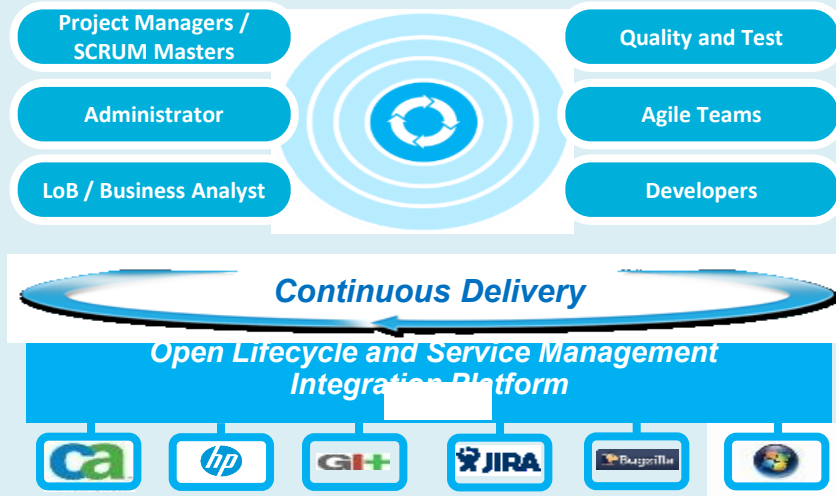 Project Managers /
SCRUM Masters
Quality and Test
Administrator
Agile Teams
LoB / Business Analyst
Developers
Continuous Delivery
Open Lifecycle and Service Management
Integration Platform
ca
hp
GIt
JIRA
Bugzilla